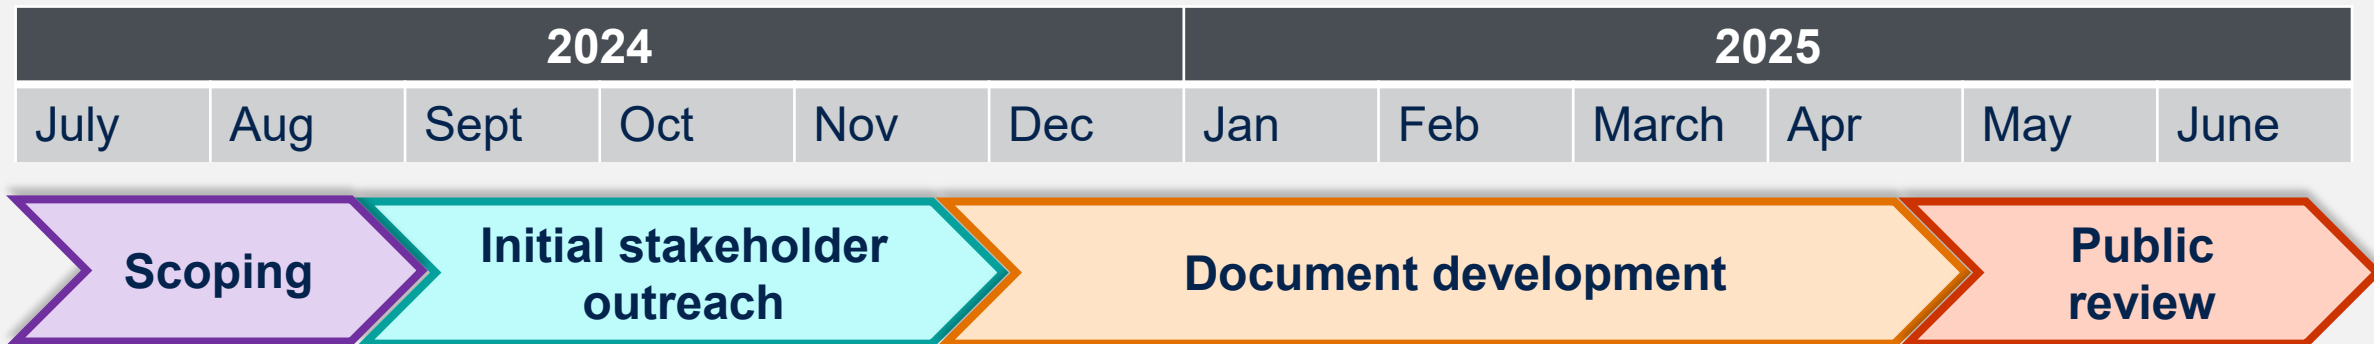 2024 2025
July Aug Sept Oct Nov Dec Jan Feb March Apr May June
Scoping
Initial stakeholder
outreach
Document development
Public
review